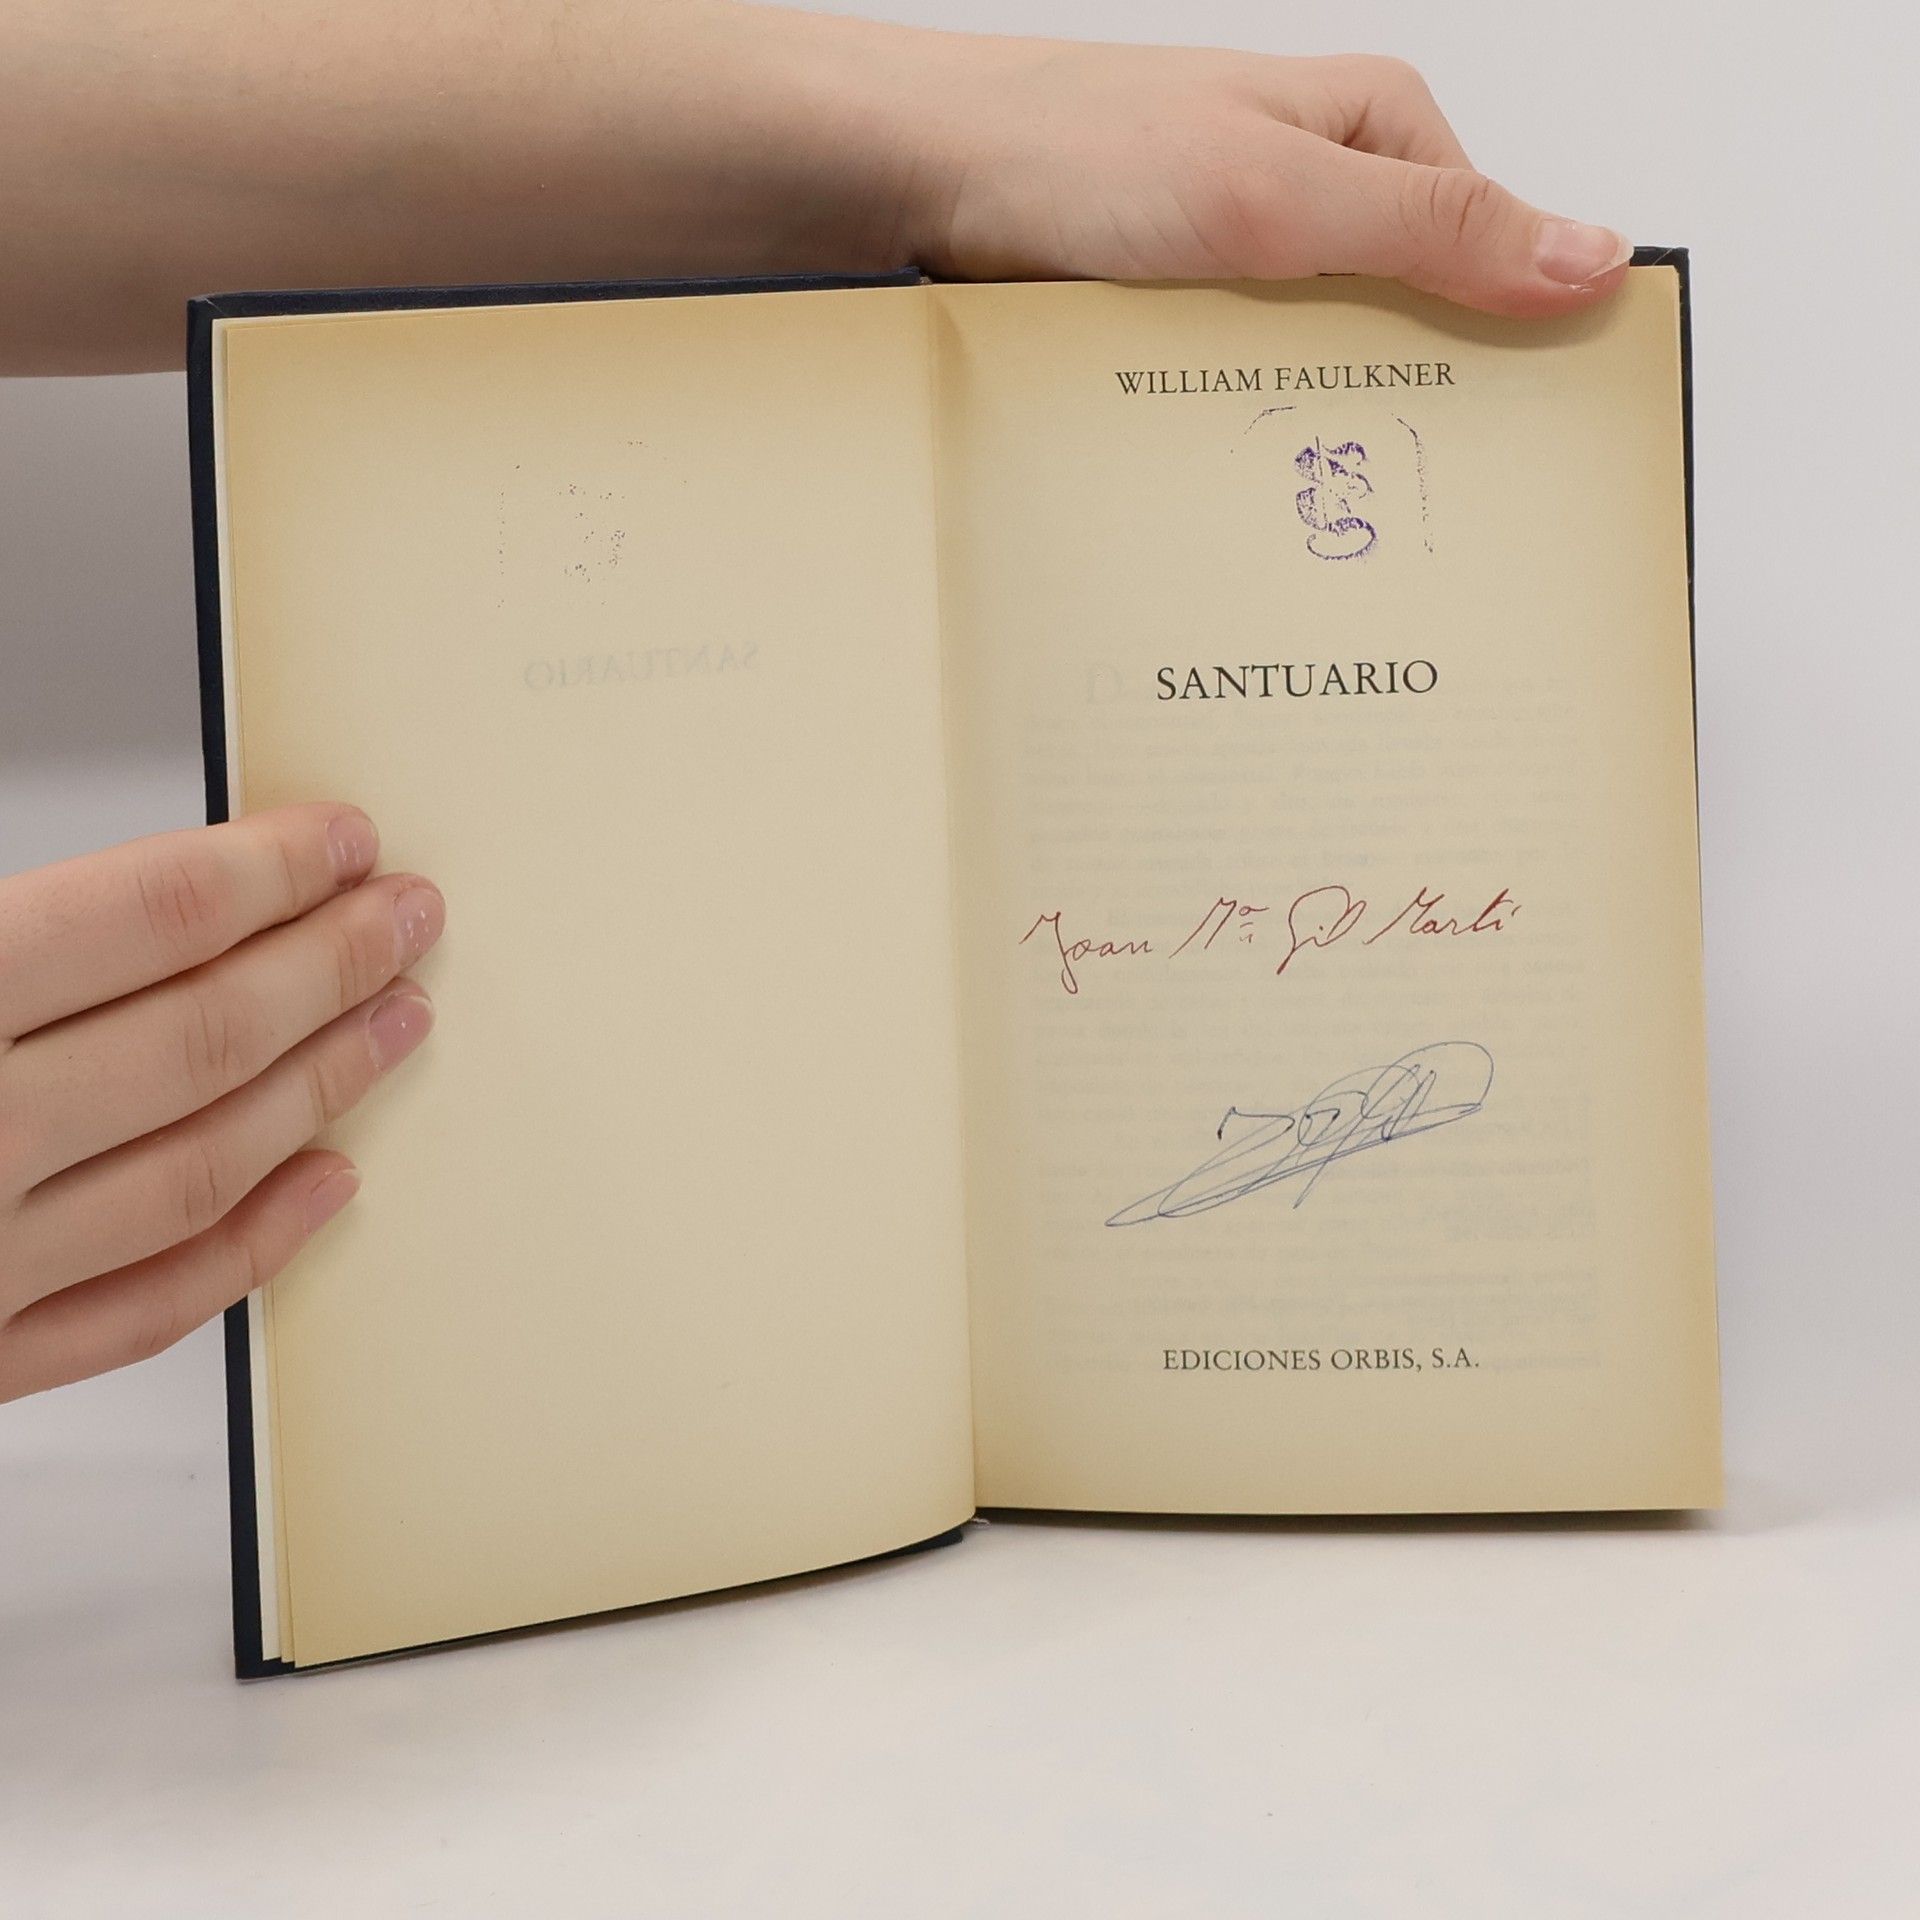 WILLIAM FAULKNER
SANTUARIO
Joan Mª Gil Martí
EDICIONES ORBIS, S.A.